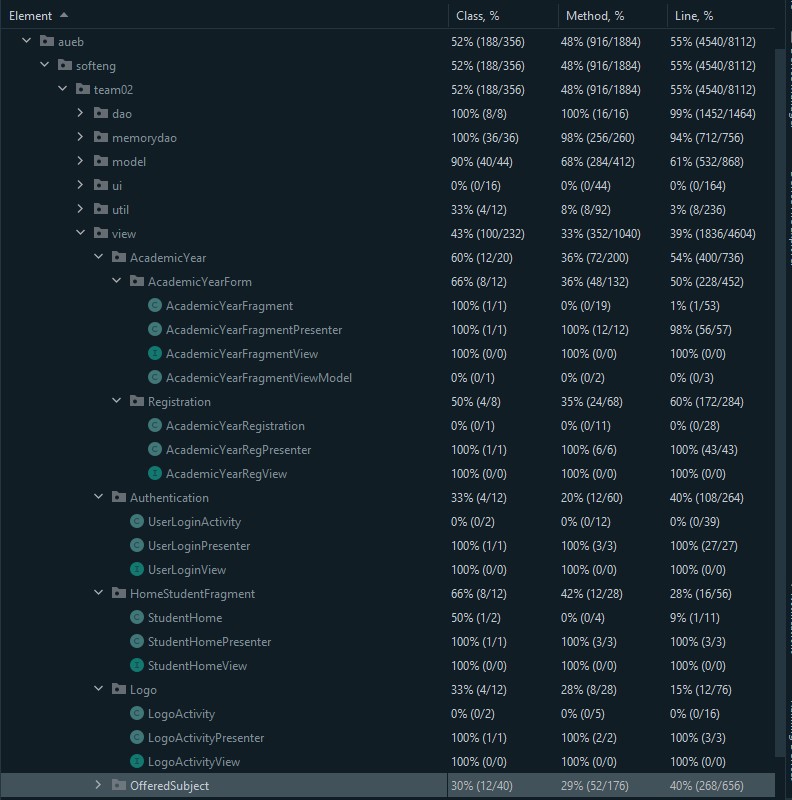 Element Class, % Method, % Line, %
aueb 52% (188/356) 48% (916/1884) 55% (4540/8112)
softeng 52% (188/356) 48% (916/1884) 55% (4540/8112)
team02 52% (188/356) 48% (916/1884) 55% (4540/8112)
dao 100% (8/8) 100% (16/16) 99% (1452/1464)
memorydao 100% (36/36) 98% (256/260) 94% (712/756)
model 90% (40/44) 68% (284/412) 61% (532/868)
ui 0% (0/16) 0% (0/44) 0% (0/164)
util 33% (4/12) 8% (8/92) 3% (8/236)
view 43% (100/232) 33% (352/1040) 39% (1836/4604)
AcademicYear 60% (12/20) 36% (72/200) 54% (400/736)
AcademicYearForm 66% (8/12) 36% (48/132) 50% (228/452)
AcademicYearFragment 100% (1/1) 0% (0/19) 1% (1/53)
AcademicYearFragmentPresenter 100% (1/1) 100% (12/12) 98% (56/57)
AcademicYearFragmentView 100% (0/0) 100% (0/0) 100% (0/0)
AcademicYearFragmentViewModel 0% (0/1) 0% (0/2) 0% (0/3)
Registration 50% (4/8) 35% (24/68) 60% (172/284)
AcademicYearRegistration 0% (0/1) 0% (0/11) 0% (0/28)
AcademicYearRegPresenter 100% (1/1) 100% (6/6) 100% (43/43)
AcademicYearRegView 100% (0/0) 100% (0/0) 100% (0/0)
Authentication 33% (4/12) 20% (12/60) 40% (108/264)
UserLoginActivity 0% (0/2) 0% (0/12) 0% (0/39)
UserLoginPresenter 100% (1/1) 100% (3/3) 100% (27/27)
UserLoginView 100% (0/0) 100% (0/0) 100% (0/0)
HomeStudentFragment 66% (8/12) 42% (12/28) 28% (16/56)
StudentHome 50% (1/2) 0% (0/4) 9% (1/11)
StudentHomePresenter 100% (1/1) 100% (3/3) 100% (3/3)
StudentHomeView 100% (0/0) 100% (0/0) 100% (0/0)
Logo 33% (4/12) 28% (8/28) 15% (12/76)
LogoActivity 0% (0/2) 0% (0/5) 0% (0/16)
LogoActivityPresenter 100% (1/1) 100% (2/2) 100% (3/3)
LogoActivityView 100% (0/0) 100% (0/0) 100% (0/0)
OfferedSubject 30% (12/40) 29% (52/176) 40% (268/656)